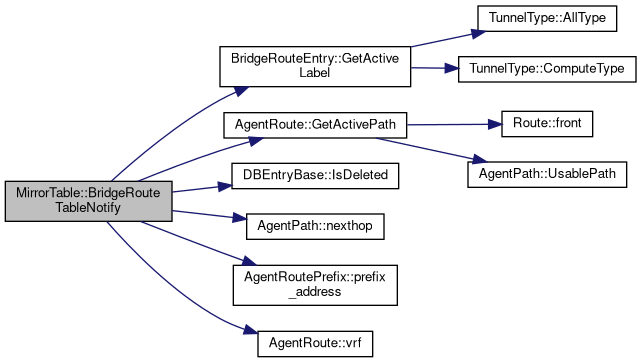 MirrorTable::BridgeRoute
TableNotify
BridgeRouteEntry::GetActive
Label
TunnelType::AllType
TunnelType::ComputeType
AgentRoute::GetActivePath
Route::front
AgentPath::UsablePath
DBEntryBase::IsDeleted
AgentPath::nexthop
AgentRoutePrefix::prefix
_address
AgentRoute::vrf